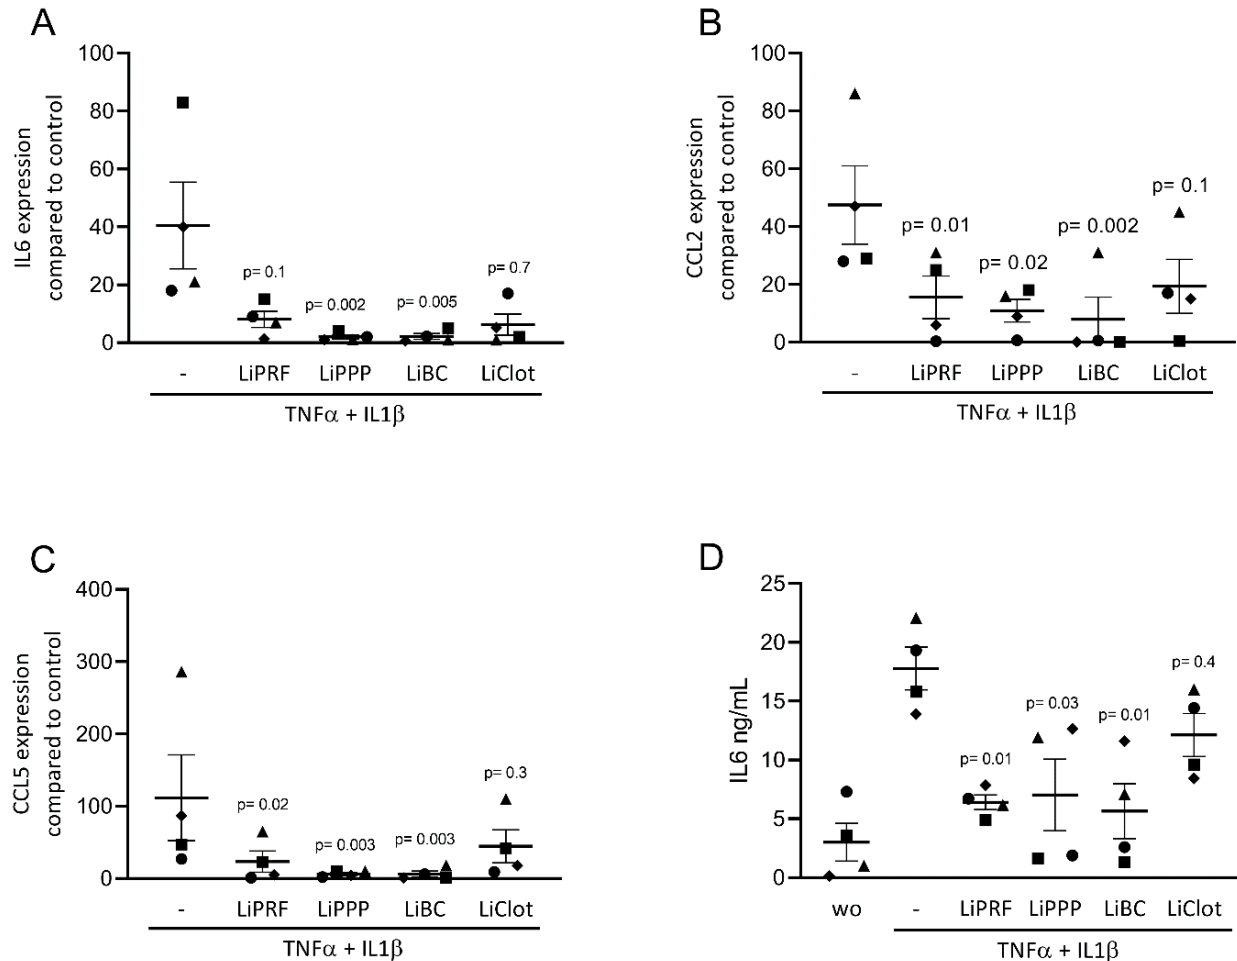 A
IL6 expression
compared to control
100
80
60
40
20
0
p= 0.1
p= 0.002
p= 0.005
p= 0.7
- LiPRF LiPPP LiBC LiClot
TNFα + IL1β
B
CCL2 expression
compared to control
100
80
60
40
20
0
p= 0.01
p= 0.02
p= 0.002
p= 0.1
- LiPRF LiPPP LiBC LiClot
TNFα + IL1β
C
CCL5 expression
compared to control
400
300
200
100
0
p= 0.02
p= 0.003
p= 0.003
p= 0.3
- LiPRF LiPPP LiBC LiClot
TNFα + IL1β
D
IL6 ng/mL
25
20
15
10
5
0
p= 0.01
p= 0.03
p= 0.01
p= 0.4
wo - LiPRF LiPPP LiBC LiClot
TNFα + IL1β